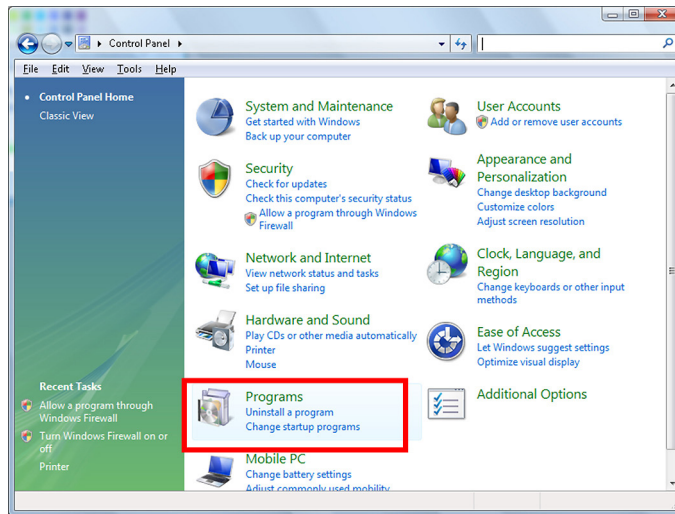 Control Panel
File Edit View Tools Help
Control Panel Home
Classic View
System and Maintenance
Get started with Windows
Back up your computer
Security
Check for updates
Check this computer's security status
Allow a program through Windows
Firewall
Network and Internet
View network status and tasks
Set up file sharing
Hardware and Sound
Play CDs or other media automatically
Printer
Mouse
Programs
Uninstall a program
Change startup programs
Mobile PC
Change battery settings
Adjust commonly used mobility
User Accounts
Add or remove user accounts
Appearance and
Personalization
Change desktop background
Customize colors
Adjust screen resolution
Clock, Language, and
Region
Change keyboards or other input
methods
Ease of Access
Let Windows suggest settings
Optimize visual display
Additional Options
Recent Tasks
Allow a program through
Windows Firewall
Turn Windows Firewall on or
off
Printer